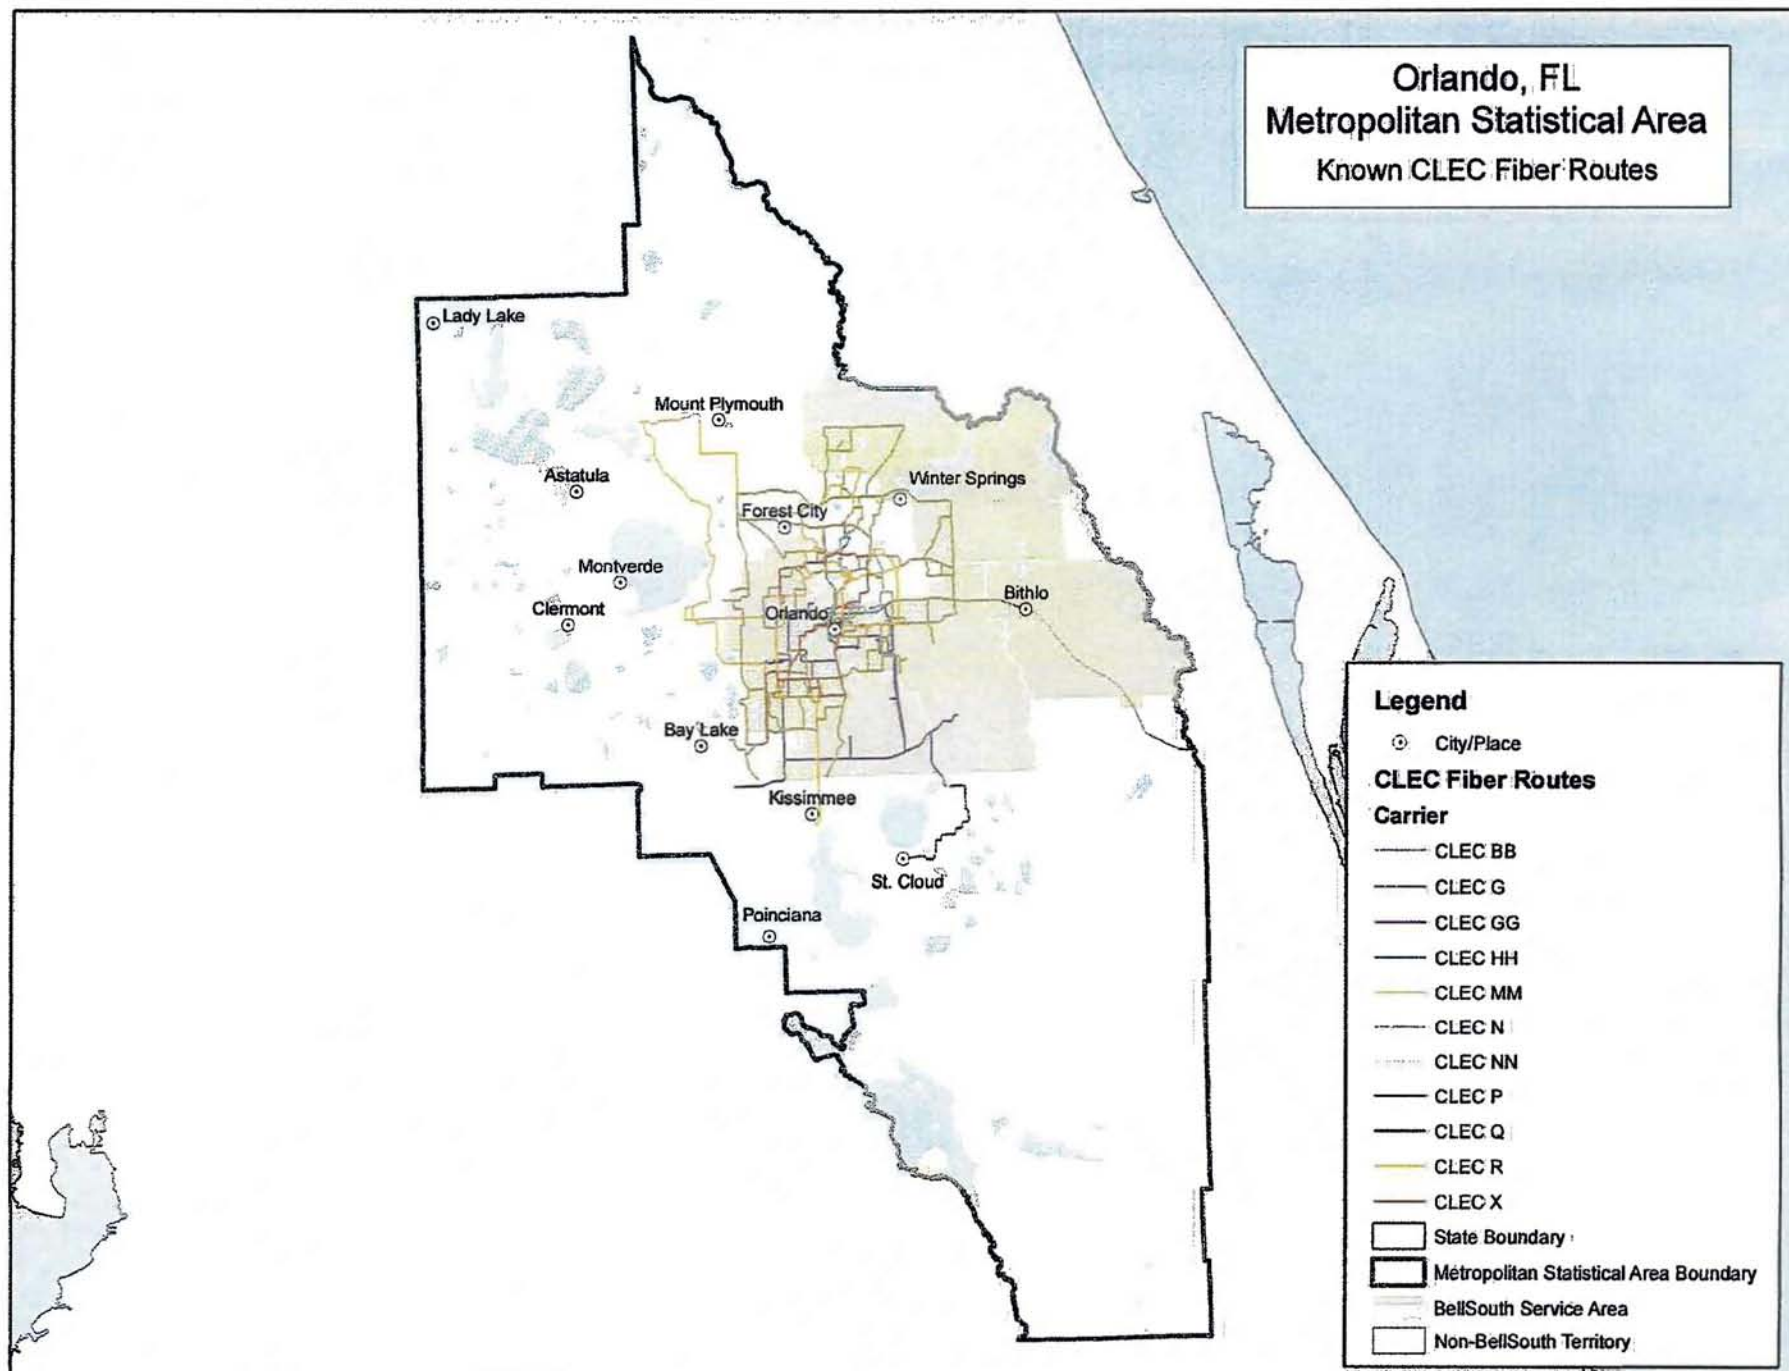 Orlando, FL
Metropolitan Statistical Area
Known CLEC Fiber Routes
Lady Lake
Mount Plymouth
Astatula
Winter Springs
Forest City
Montverde
Clermont
Orlando
Bithlo
Bay Lake
Kissimmee
St. Cloud
Poinciana
Legend
City/Place
CLEC Fiber Routes
Carrier
CLEC BB
CLEC G
CLEC GG
CLEC HH
CLEC MM
CLEC N
CLEC NN
CLEC P
CLEC Q
CLEC R
CLEC X
State Boundary
Metropolitan Statistical Area Boundary
BellSouth Service Area
Non-BellSouth Territory